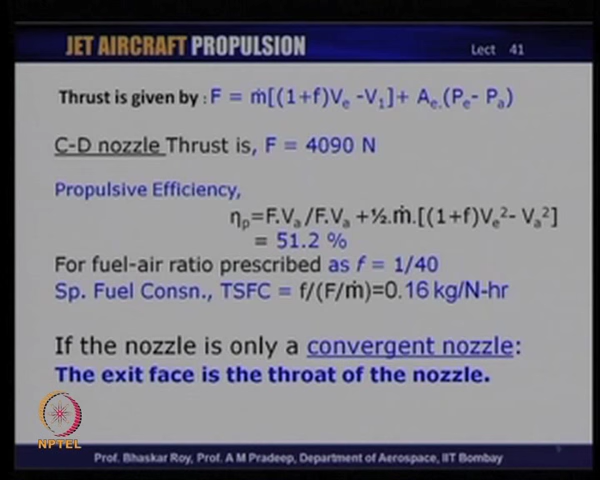 JET AIRCRAFT PROPULSION
Lect 41
Thrust is given by : F = ṁ[(1+f)Vₑ -V₁]+ Aₑ.(Pₑ- Pₐ)
C-D nozzle Thrust is, F = 4090 N
Propulsive Efficiency,
ηₚ=F.Vₐ/F.Vₐ +½.ṁ.[(1+f)Vₑ²- Vₐ²]
= 51.2 %
For fuel-air ratio prescribed as f = 1/40
Sp. Fuel Consn., TSFC = f/(F/ṁ)=0.16 kg/N-hr
If the nozzle is only a convergent nozzle:
The exit face is the throat of the nozzle.
NPTEL
Prof. Bhaskar Roy, Prof. A M Pradeep, Department of Aerospace, IIT Bombay